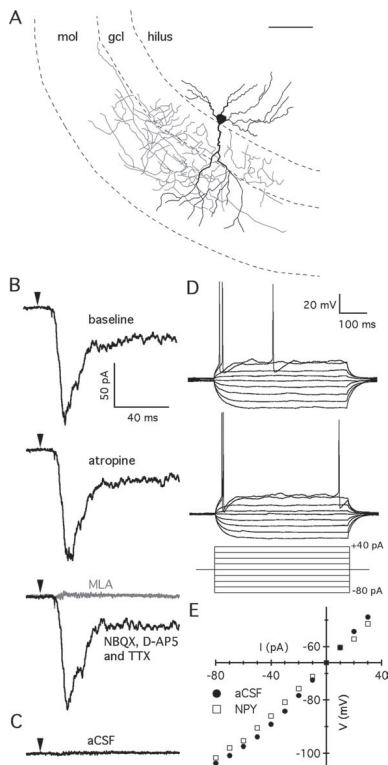 A
mol gcl hilus
B
baseline
50 pA
40 ms
atropine
MLA
NBQX, D-AP5
and TTX
C
aCSF
D
20 mV
100 ms
+40 pA
-80 pA
E
I (pA)
-80 -40 0 40
-60
-80
-100
V (mV)
aCSF
NPY